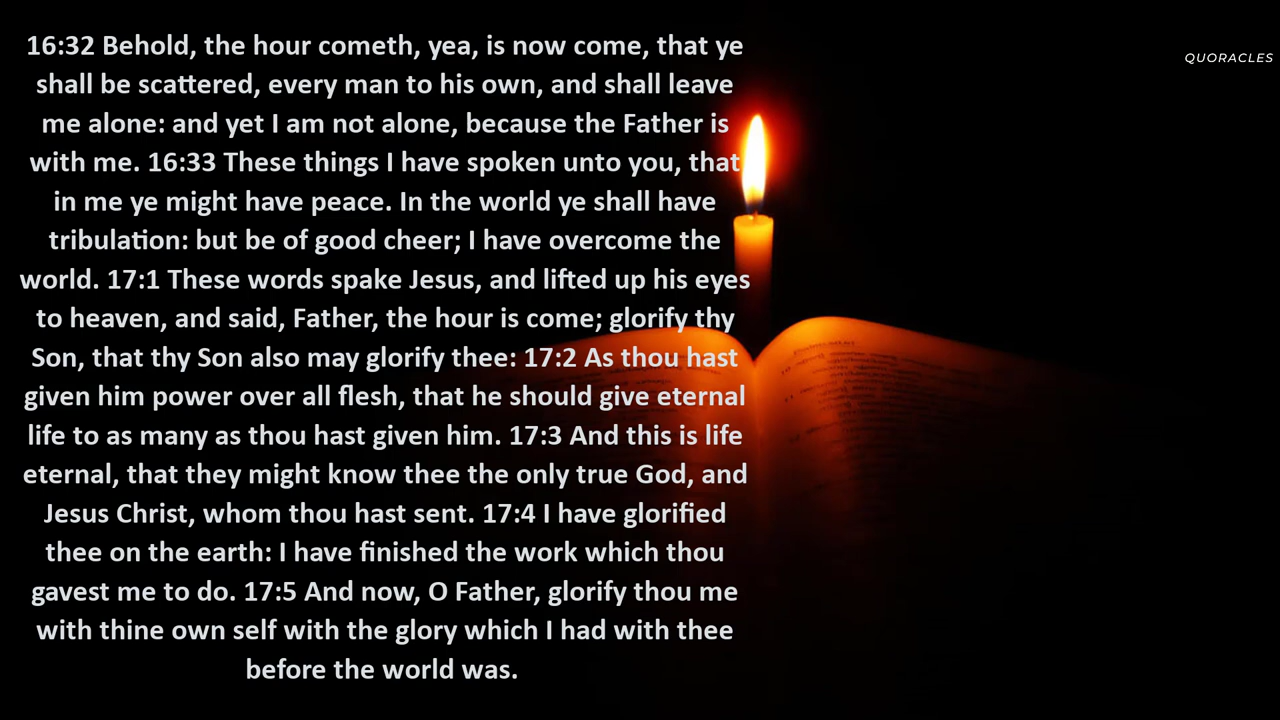 16:32 Behold, the hour cometh, yea, is now come, that ye
shall be scattered, every man to his own, and shall leave
me alone: and yet I am not alone, because the Father is
with me. 16:33 These things I have spoken unto you, that
in me ye might have peace. In the world ye shall have
tribulation: but be of good cheer; I have overcome the
world. 17:1 These words spake Jesus, and lifted up his eyes
to heaven, and said, Father, the hour is come; glorify thy
Son, that thy Son also may glorify thee: 17:2 As thou hast
given him power over all flesh, that he should give eternal
life to as many as thou hast given him. 17:3 And this is life
eternal, that they might know thee the only true God, and
Jesus Christ, whom thou hast sent. 17:4 I have glorified
thee on the earth: I have finished the work which thou
gavest me to do. 17:5 And now, O Father, glorify thou me
with thine own self with the glory which I had with thee
before the world was.
QUORACLES